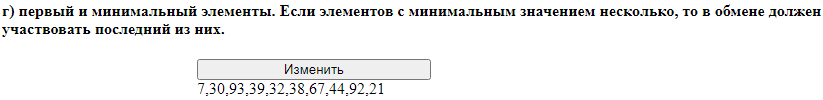 г) первый и минимальный элементы. Если элементов с минимальным значением несколько, то в обмене должен
участвовать последний из них.
Изменить
7,30,93,39,32,38,67,44,92,21